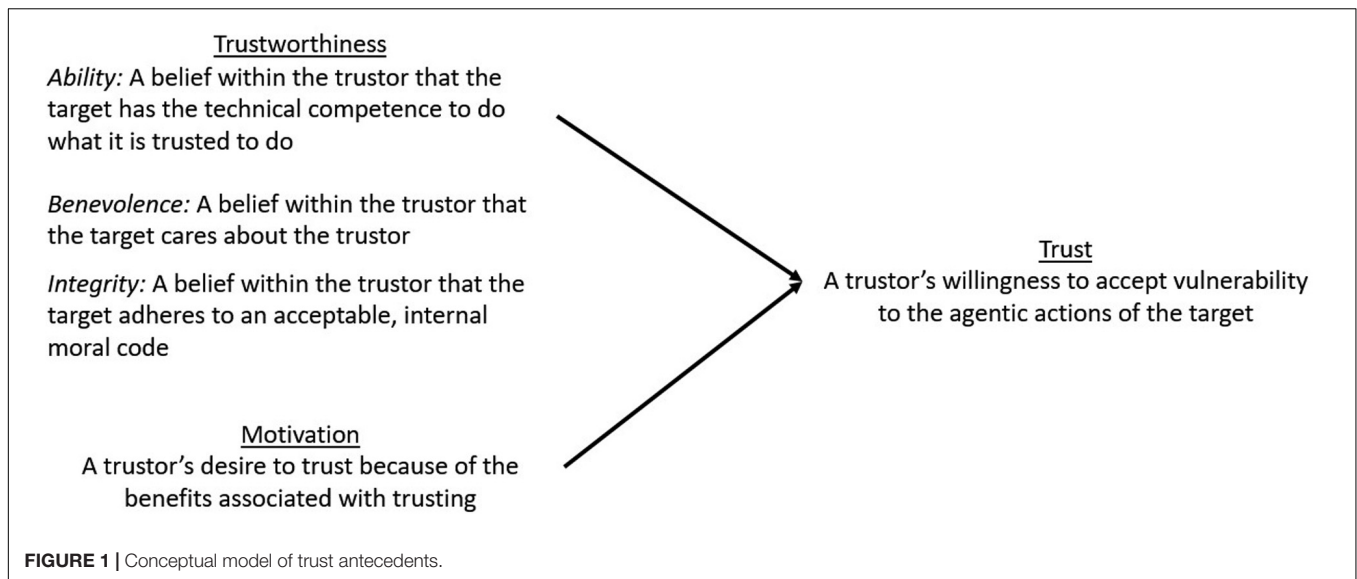 Trustworthiness
Ability: A belief within the trustor that the
target has the technical competence to do
what it is trusted to do
Benevolence: A belief within the trustor that
the target cares about the trustor
Integrity: A belief within the trustor that the
target adheres to an acceptable, internal
moral code
Motivation
A trustor’s desire to trust because of the
benefits associated with trusting
Trust
A trustor’s willingness to accept vulnerability
to the agentic actions of the target
FIGURE 1 | Conceptual model of trust antecedents.